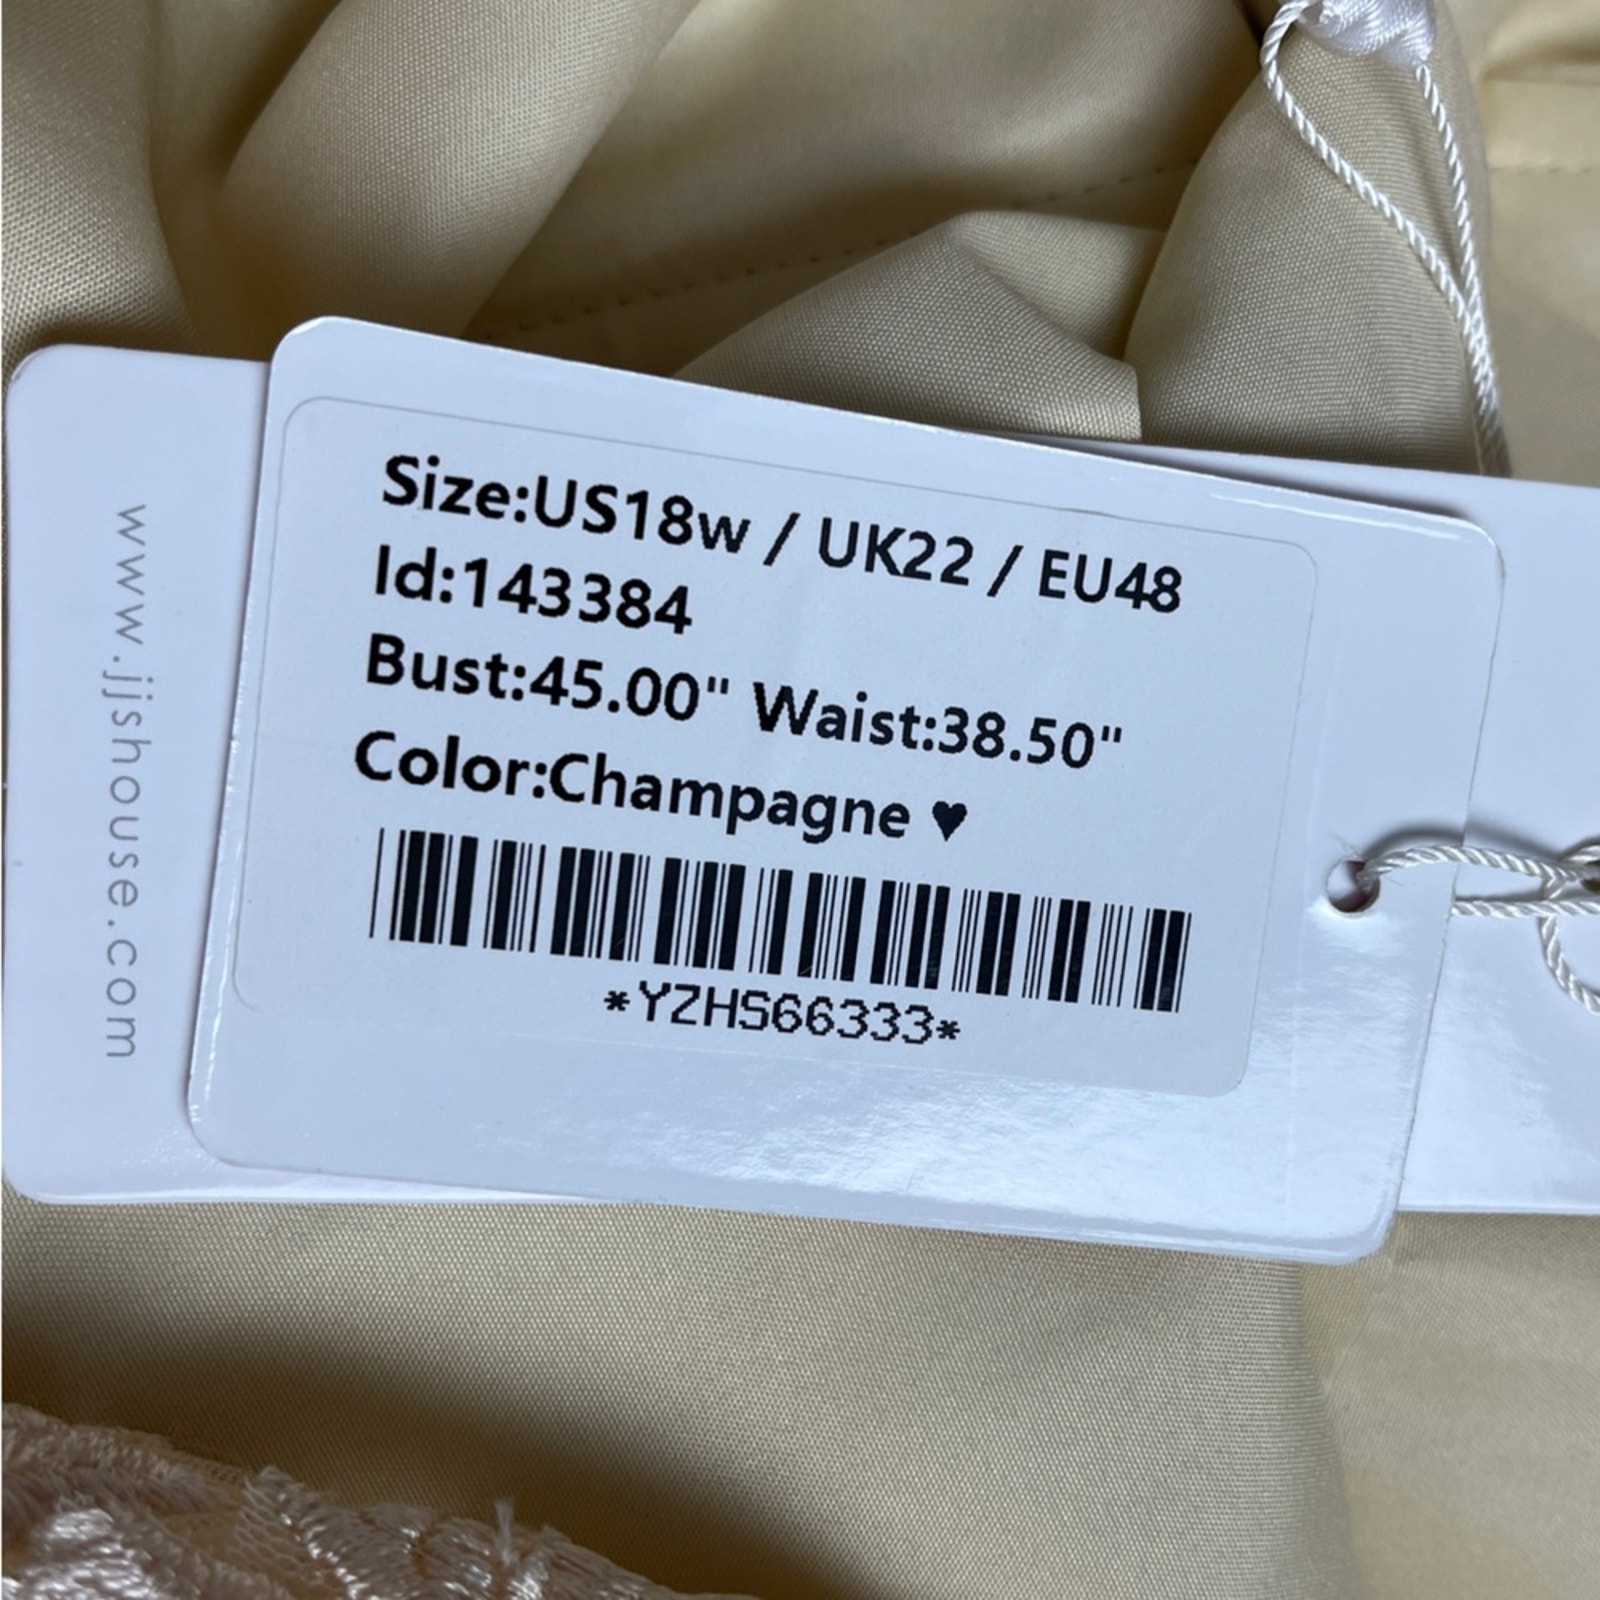 www.jjshouse.com
Size:US18w / UK22 / EU48
Id:143384
Bust:45.00" Waist:38.50"
Color:Champagne ♥
*YZHS66333*